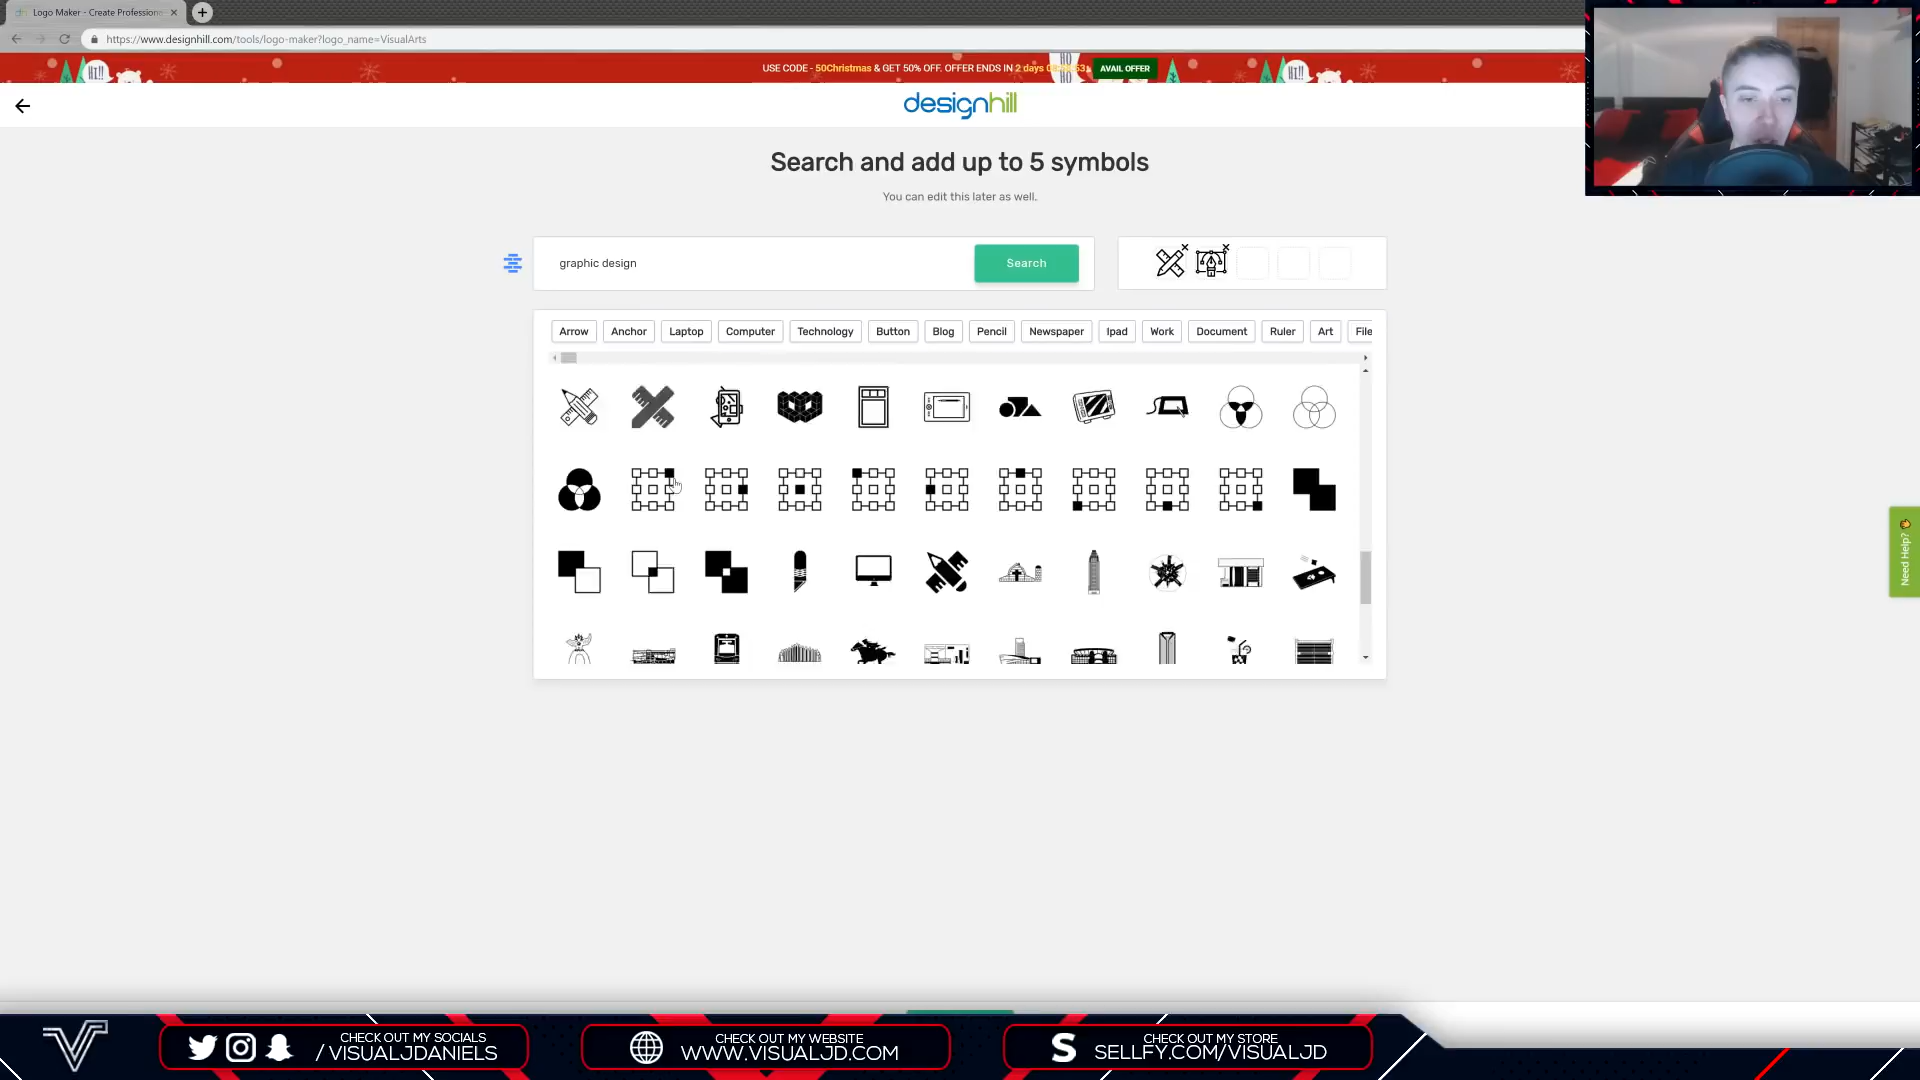 Logo Maker - Create Profession
https://www.designhill.com/tools/logo-maker?logo_name=VisualArts
HI!!
USE CODE - 50Christmas & GET 50% OFF. OFFER ENDS IN 2 days
AVAIL OFFER
HI!!
designhill
Search and add up to 5 symbols
You can edit this later as well.
graphic design
Search
Arrow
Anchor
Laptop
Computer
Technology
Button
Blog
Pencil
Newspaper
Ipad
Work
Document
Ruler
Art
File
Need Help?
CHECK OUT MY SOCIALS
/VISUALJDANIELS
CHECK OUT MY WEBSITE
WWW.VISUALJD.COM
CHECK OUT MY STORE
SELLFY.COM/VISUALJD